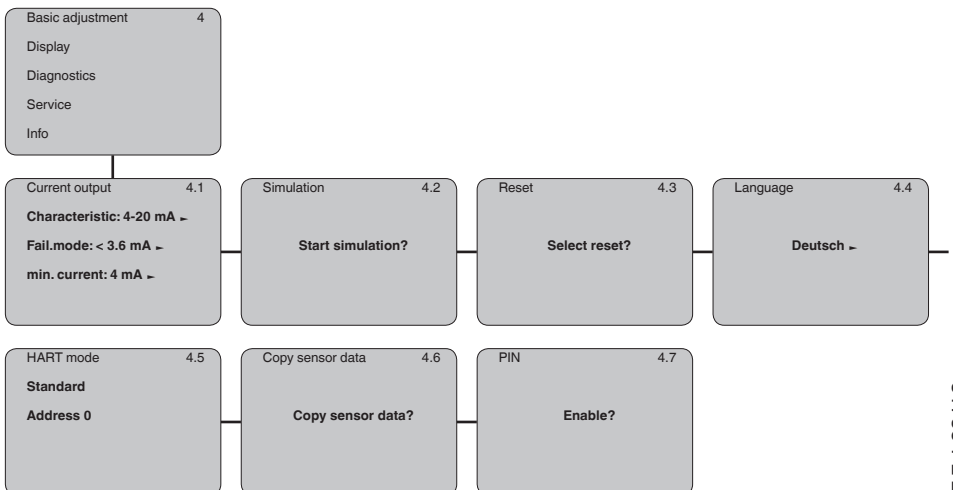 Basic adjustment 4
Display
Diagnostics
Service
Info
Current output 4.1
Characteristic: 4-20 mA ►
Fail.mode: < 3.6 mA ►
min. current: 4 mA ►
Simulation 4.2
Start simulation?
Reset 4.3
Select reset?
Language 4.4
Deutsch ►
HART mode 4.5
Standard
Address 0
Copy sensor data 4.6
Copy sensor data?
PIN 4.7
Enable?